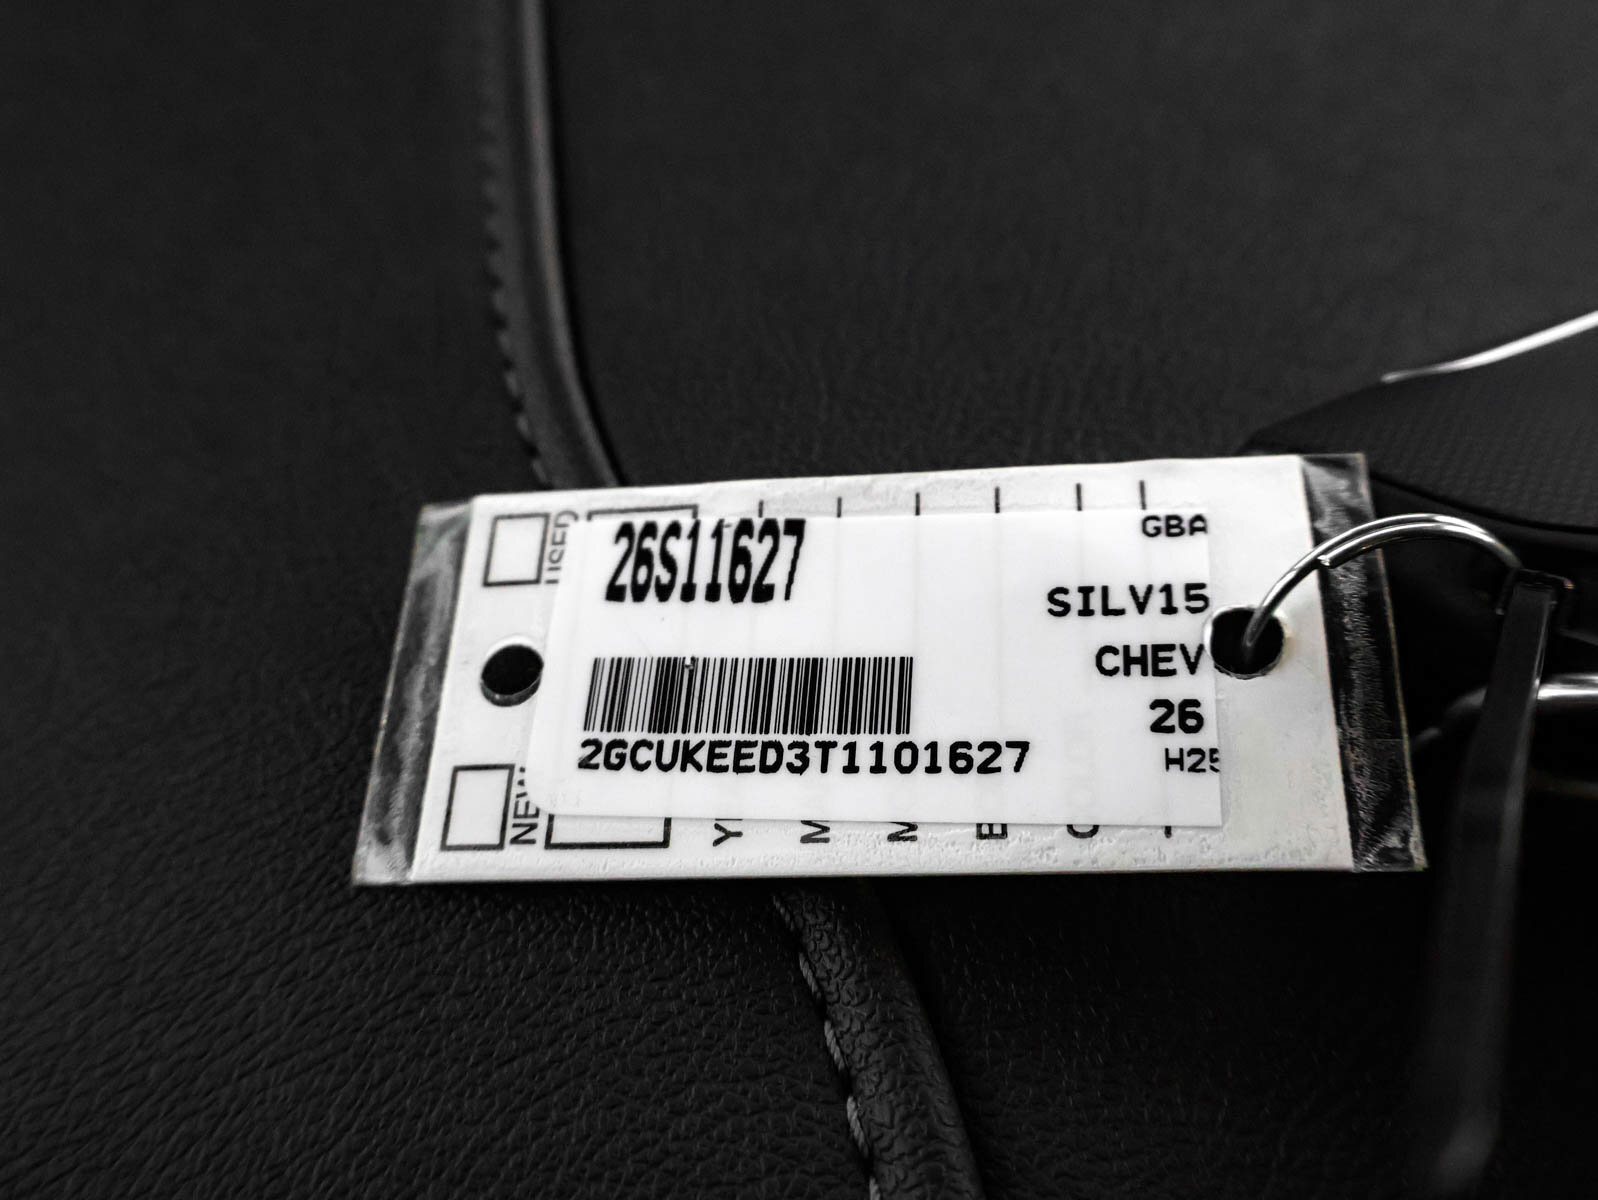 USED
26S11627
GBA
SILV15
CHEV
26
2GCUKEED3T1101627
H25
NEW